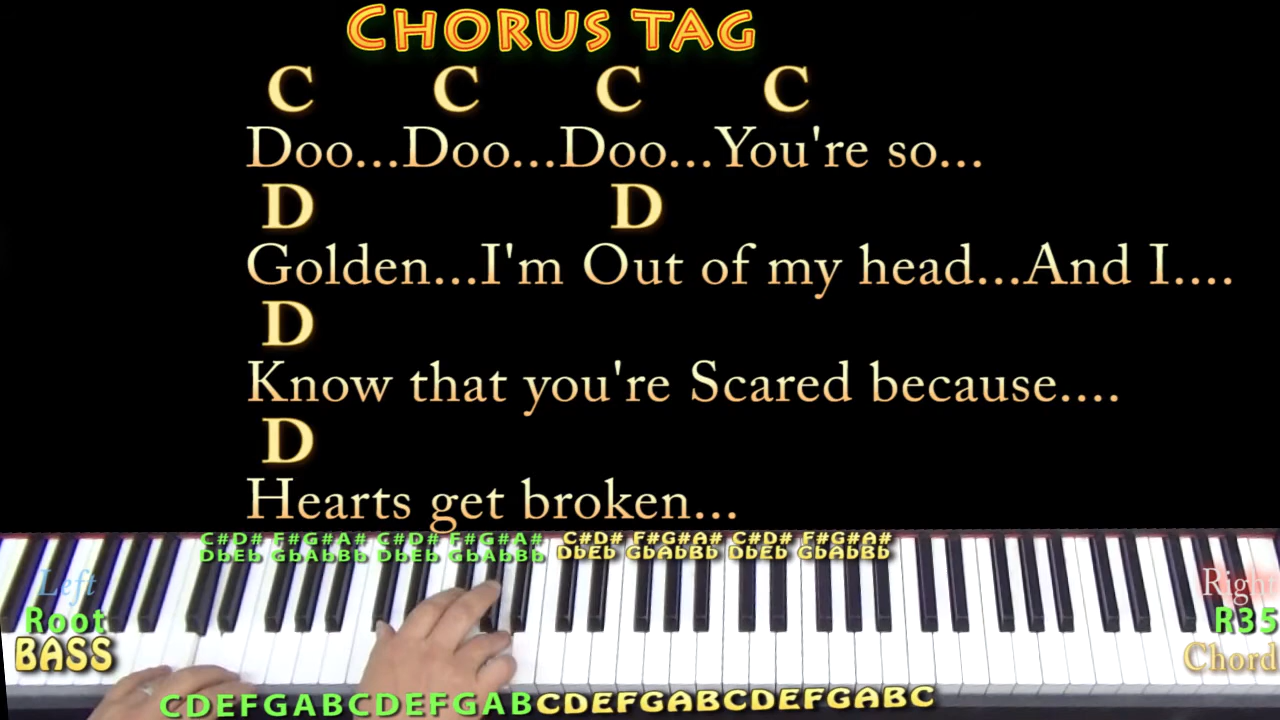 CHORUS TAG
C C C C
Doo...Doo...Doo...You're so...
D D
Golden...I'm Out of my head...And I....
D
Know that you're Scared because....
D
Hearts get broken...
C#D# F#G#A# C#D# F#G#A# C#D# F#G#A# C#D# F#G#A#
DbEb GbAbBb DbEb GbAbBb DbEb GbAbBb DbEb GbAbBb
Left
Root
BASS
Right
R35
Chord
CDEFGABCDEFGABCDEFGABCDEFGABC